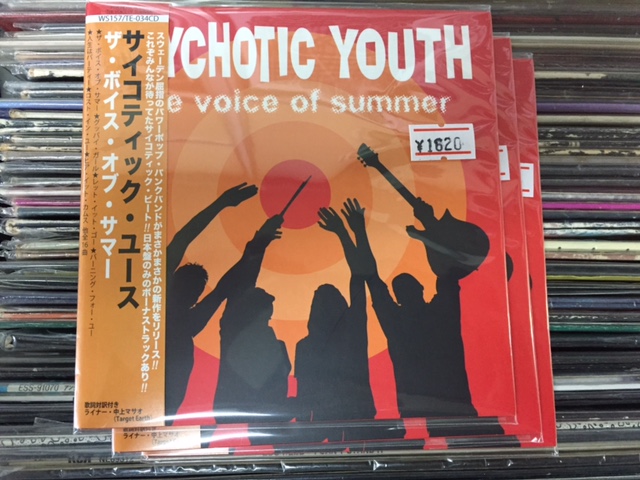 WS157/TE-034CD
スウェーデン屈指のパワーポップ・パンクバンドがまさかまさかの新作をリリース!!
これぞみんなが待ってたサイコティック・ビート!! 日本盤のみのボーナストラックあり!!
サイコティック・ユース
ザ・ボイス・オブ・サマー
歌詞対訳付き
ライナー・中上マサオ
(Target Earth)
YCHOTIC YOUTH
e voice of summer
¥1620